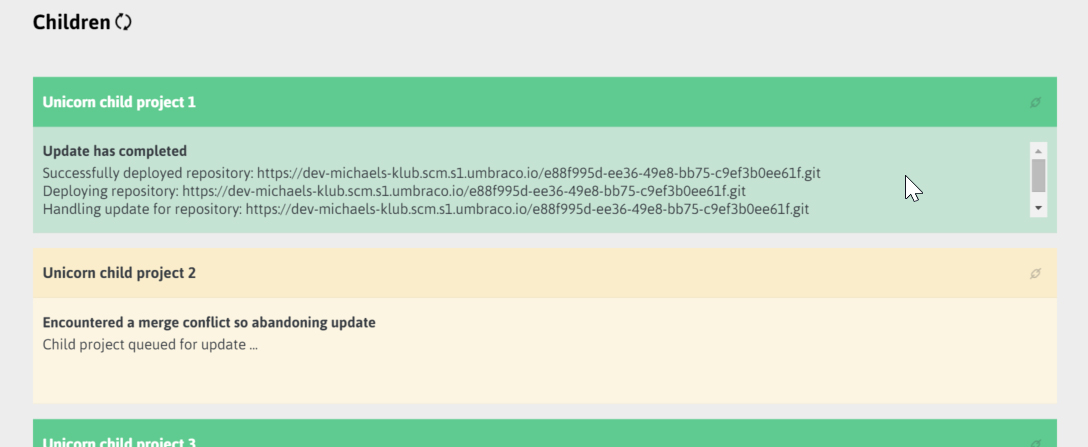 Children
Unicorn child project 1
Update has completed
Successfully deployed repository: https://dev-michaels-klub.scm.s1.umbraco.io/e88f995d-ee36-49e8-bb75-c9ef3b0ee61f.git
Deploying repository: https://dev-michaels-klub.scm.s1.umbraco.io/e88f995d-ee36-49e8-bb75-c9ef3b0ee61f.git
Handling update for repository: https://dev-michaels-klub.scm.s1.umbraco.io/e88f995d-ee36-49e8-bb75-c9ef3b0ee61f.git
Unicorn child project 2
Encountered a merge conflict so abandoning update
Child project queued for update ...
Unicorn child project 3